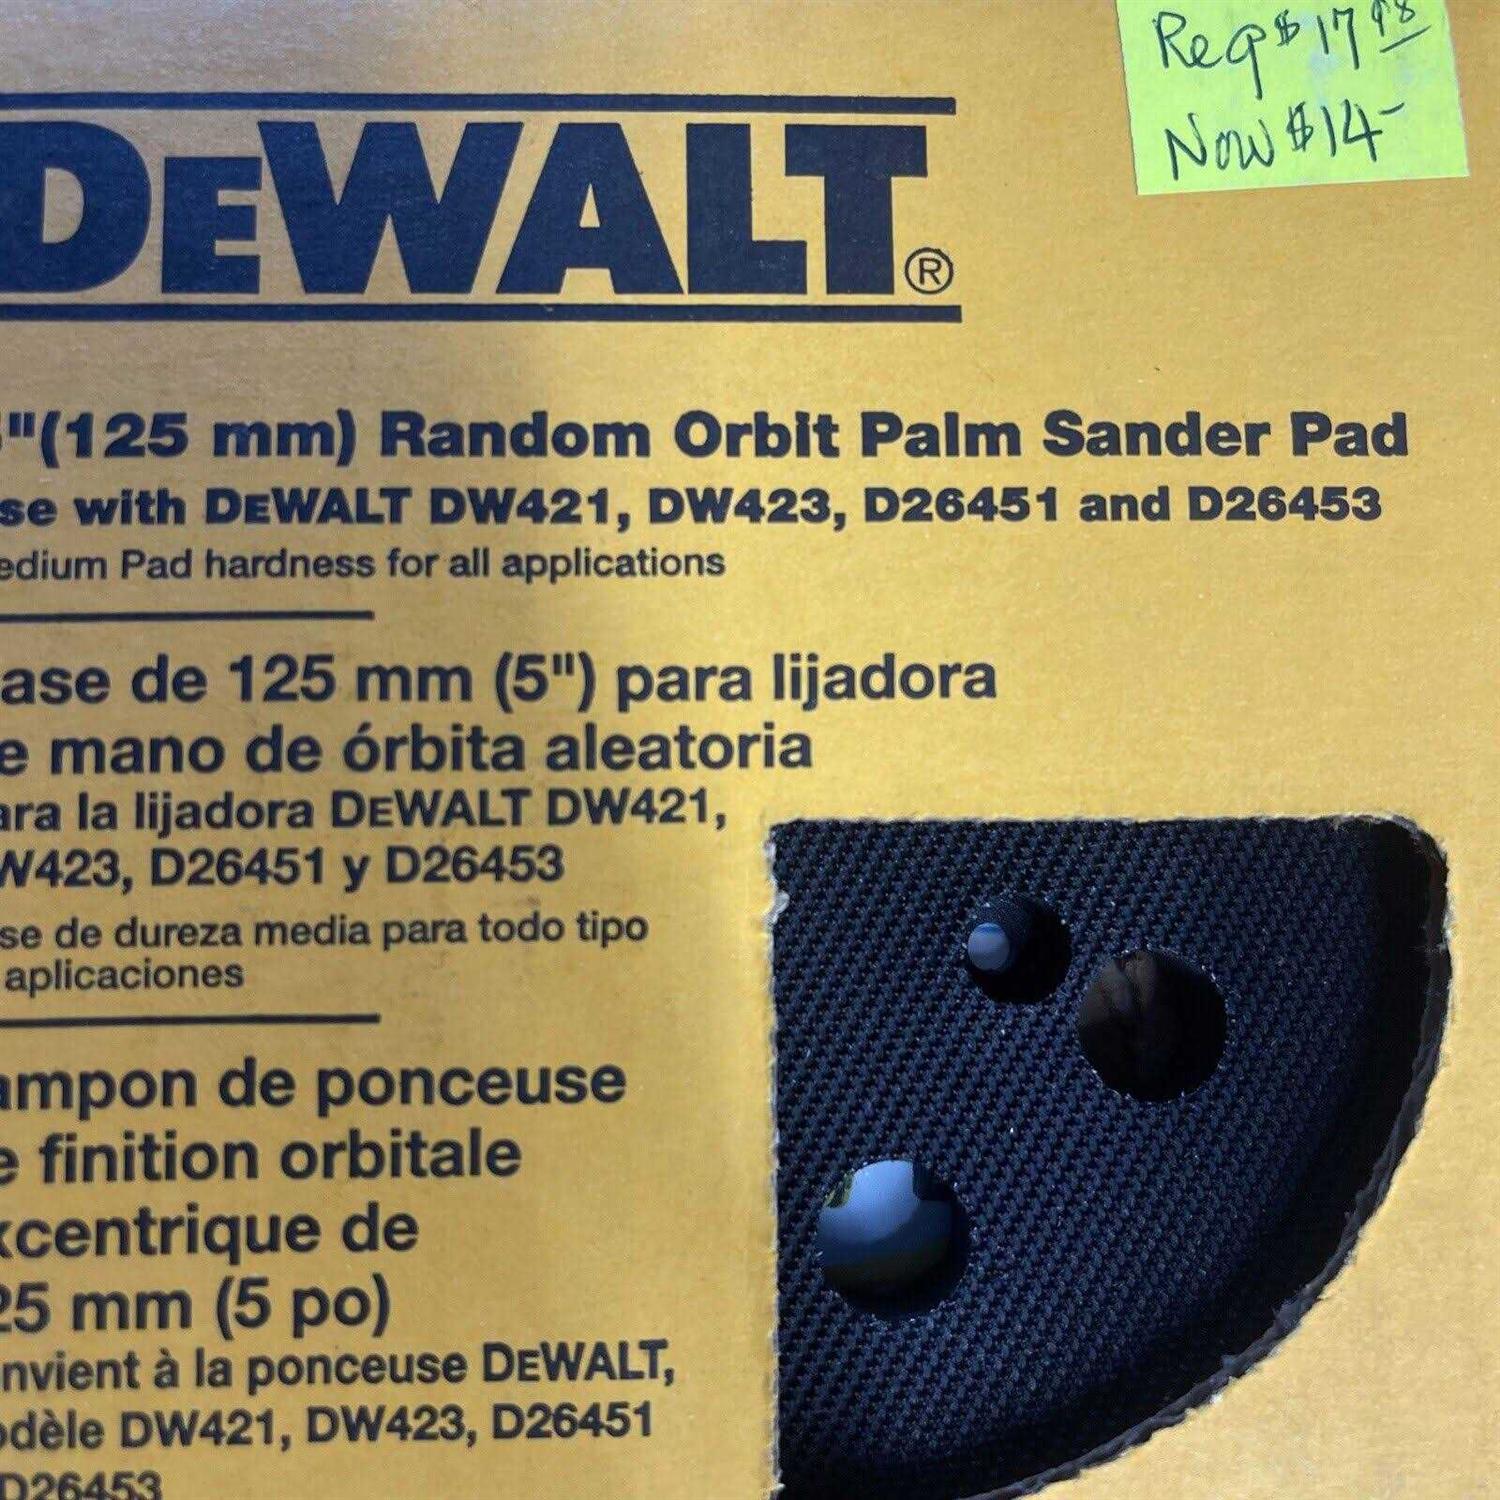 Reg $17.98
Now $14-
DEWALT®
5"(125 mm) Random Orbit Palm Sander Pad
se with DEWALT DW421, DW423, D26451 and D26453
edium Pad hardness for all applications
ase de 125 mm (5") para lijadora
e mano de órbita aleatoria
ara la lijadora DEWALT DW421,
W423, D26451 y D26453
se de dureza media para todo tipo
aplicaciones
ampon de ponceuse
e finition orbitale
xcentrique de
25 mm (5 po)
nvient à la ponceuse DEWALT,
odèle DW421, DW423, D26451
D26453